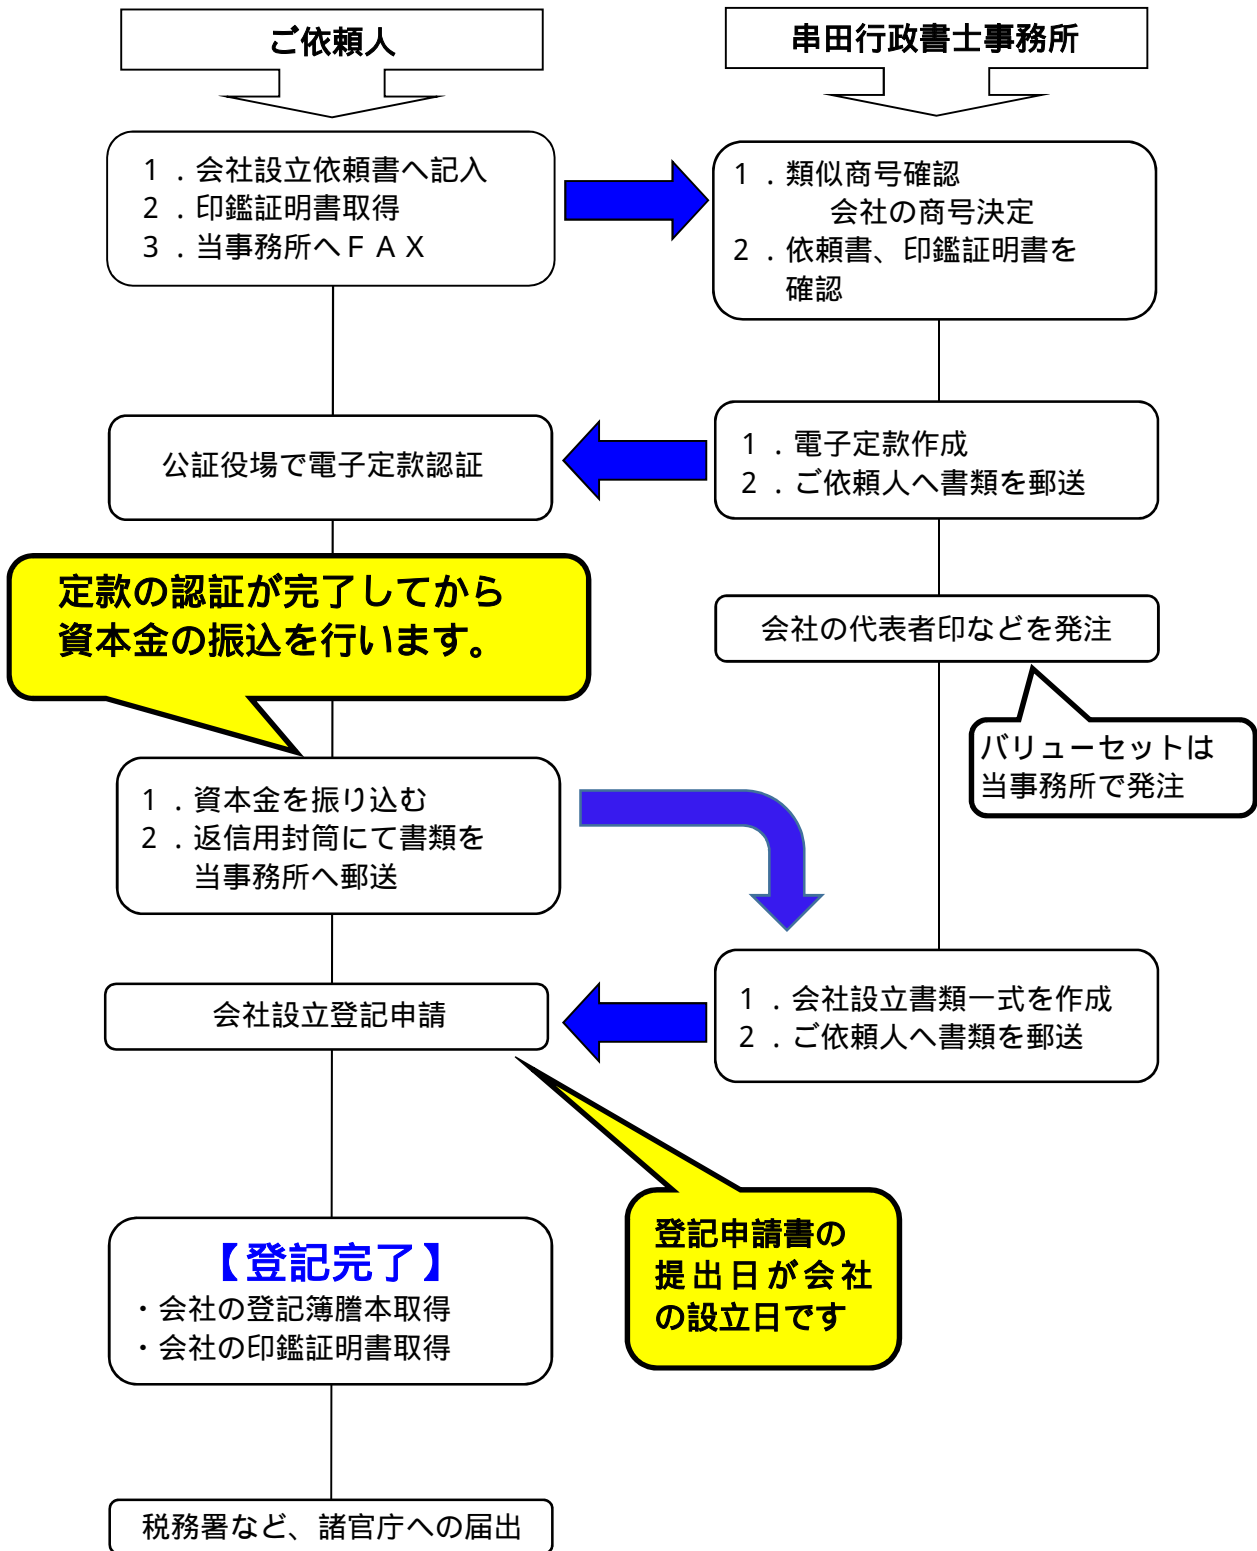 ご依頼人
串田行政書士事務所
1．会社設立依頼書へ記入
2．印鑑証明書取得
3．当事務所へＦＡＸ
1．類似商号確認
会社の商号決定
2．依頼書、印鑑証明書を
確認
公証役場で電子定款認証
1．電子定款作成
2．ご依頼人へ書類を郵送
定款の認証が完了してから
資本金の振込を行います。
会社の代表者印などを発注
バリューセットは
当事務所で発注
1．資本金を振り込む
2．返信用封筒にて書類を
当事務所へ郵送
会社設立登記申請
1．会社設立書類一式を作成
2．ご依頼人へ書類を郵送
登記申請書の
提出日が会社
の設立日です
【登記完了】
・会社の登記簿謄本取得
・会社の印鑑証明書取得
税務署など、諸官庁への届出